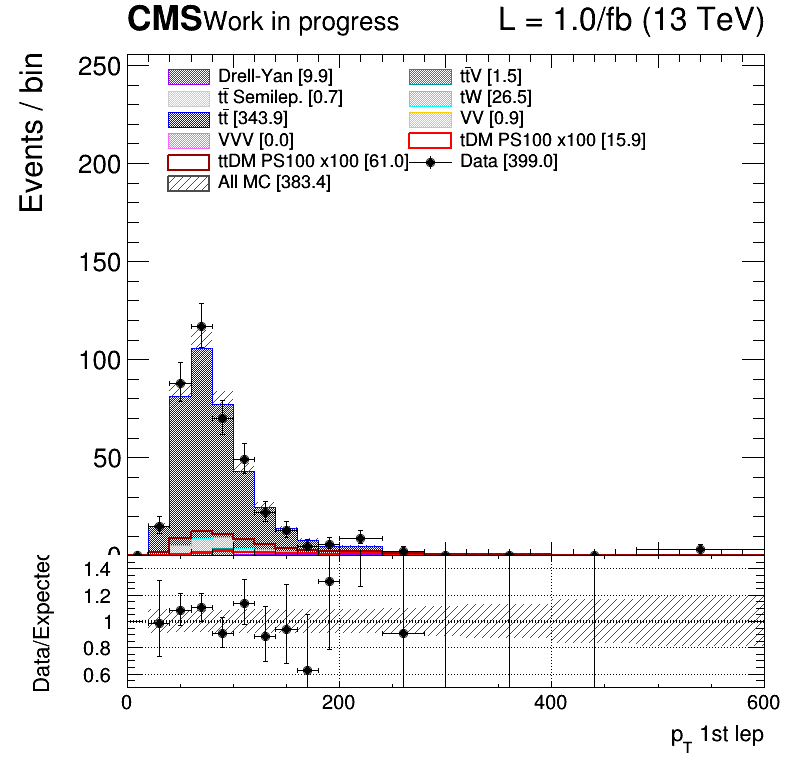 CMS Work in progress L = 1.0/fb (13 TeV)
Events / bin
250
200
150
100
50
0
Drell-Yan [9.9] tt̄V [1.5]
tt̄ Semilep. [0.7] tW [26.5]
tt̄ [343.9] VV [0.9]
VVV [0.0] tDM PS100 x100 [15.9]
ttDM PS100 x100 [61.0] Data [399.0]
All MC [383.4]
Data/Expected
1.4
1.2
1
0.8
0.6
0 200 400 600
p_T 1st lep